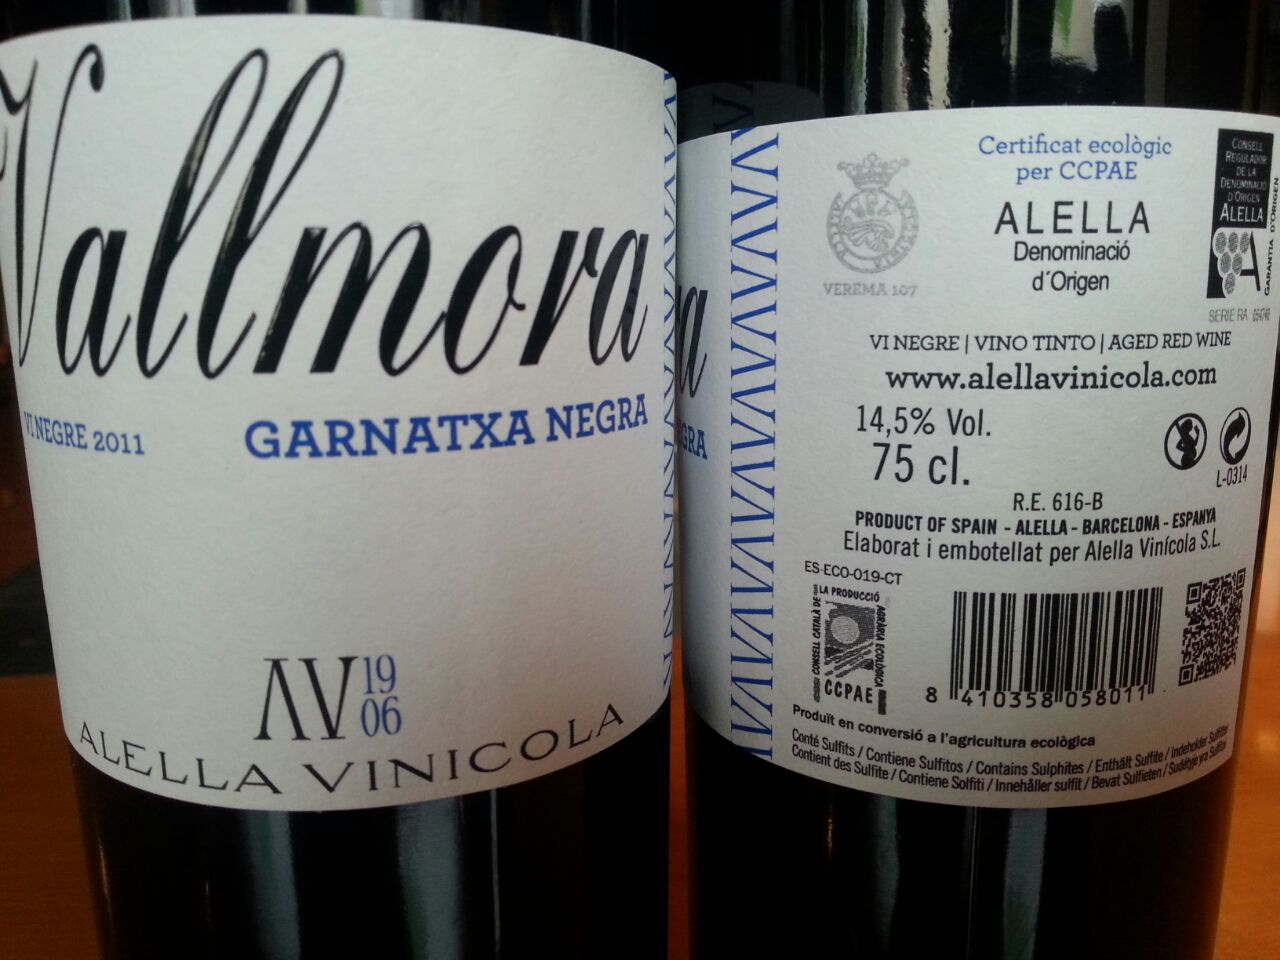 Vallmora
VI NEGRE 2011 GARNATXA NEGRA
AV 19
06
ALELLA VINICOLA
ra
GRA
VEREMA 107
Certificat ecològic
per CCPAE
ALELLA
Denominació
d´Origen
CONSELL
REGULADOR
DE LA
DENOMINACIÓ
D'ORIGEN
ALELLA
GARANTIA D'ORIGEN
SERIE RA
VI NEGRE | VINO TINTO | AGED RED WINE
www.alellavinicola.com
14,5% Vol.
75 cl.
L-0314
R.E. 616-B
PRODUCT OF SPAIN - ALELLA - BARCELONA - ESPANYA
Elaborat i embotellat per Alella Vinícola S.L.
ES-ECO-019-CT
CONSELL CATALÀ DE LA PRODUCCIÓ AGRÀRIA ECOLÒGICA
CCPAE
8 410358 058011
Produït en conversió a l'agricultura ecològica
Conté Sulfits / Contiene Sulfitos / Contains Sulphites / Enthält Sulfite / Indeholder Sulfitter
Contient des Sulfite / Contiene Solfiti / Innehåller sulfit / Bevat Sulfieten / Sudétyje yra Sulfitų